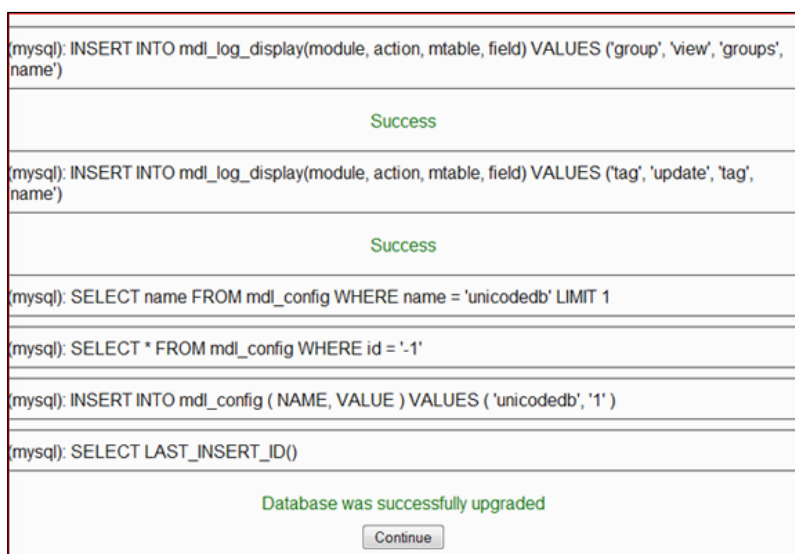 (mysql): INSERT INTO mdl_log_display(module, action, mtable, field) VALUES ('group', 'view', 'groups',
'name')
Success
(mysql): INSERT INTO mdl_log_display(module, action, mtable, field) VALUES ('tag', 'update', 'tag',
'name')
Success
(mysql): SELECT name FROM mdl_config WHERE name = 'unicodedb' LIMIT 1
(mysql): SELECT * FROM mdl_config WHERE id = '-1'
(mysql): INSERT INTO mdl_config ( NAME, VALUE ) VALUES ( 'unicodedb', '1' )
(mysql): SELECT LAST_INSERT_ID()
Database was successfully upgraded
Continue